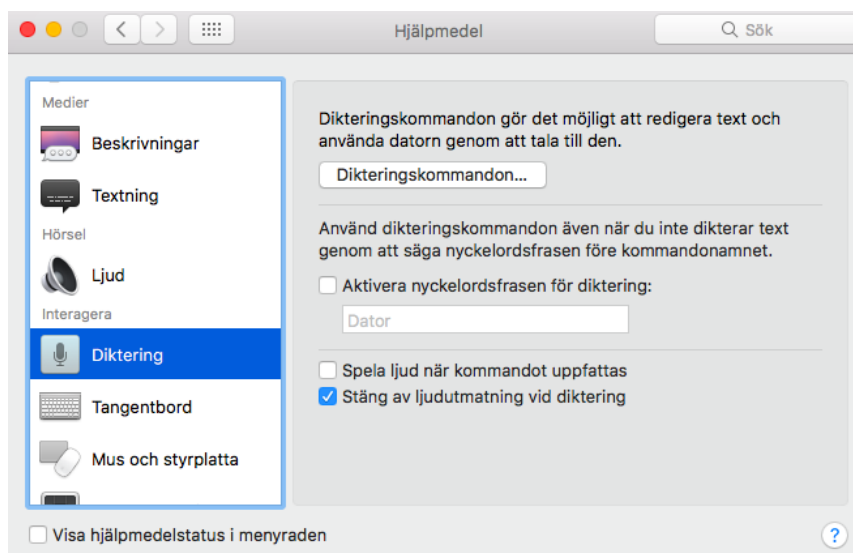 Hjälpmedel
Sök
Medier
Beskrivningar
Textning
Hörsel
Ljud
Interagera
Diktering
Tangentbord
Mus och styrplatta
Dikteringskommandon gör det möjligt att redigera text och
använda datorn genom att tala till den.
Dikteringskommandon...
Använd dikteringskommandon även när du inte dikterar text
genom att säga nyckelordsfrasen före kommandonamnet.
Aktivera nyckelordsfrasen för diktering:
Dator
Spela ljud när kommandot uppfattas
Stäng av ljudutmatning vid diktering
Visa hjälpmedelstatus i menyraden
?